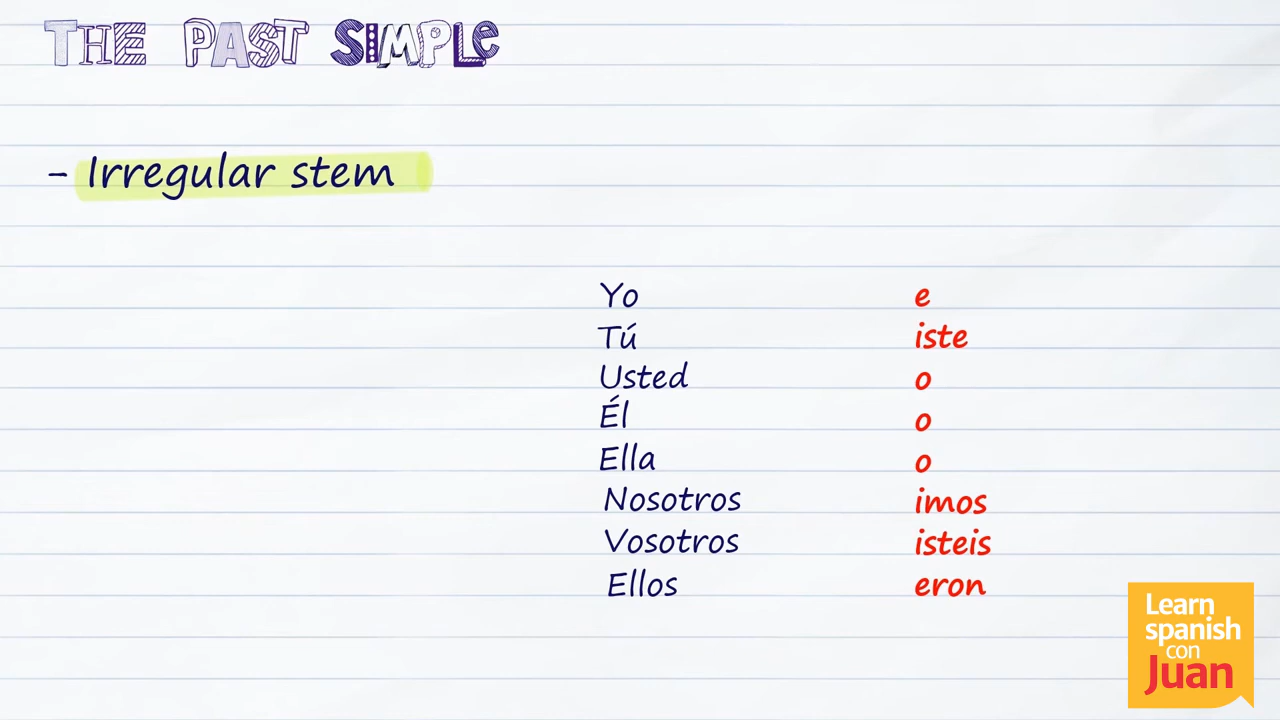 THE PAST SIMPLE
- Irregular stem
Yo e
Tú iste
Usted o
Él o
Ella o
Nosotros imos
Vosotros isteis
Ellos eron
Learn
spanish
con
Juan